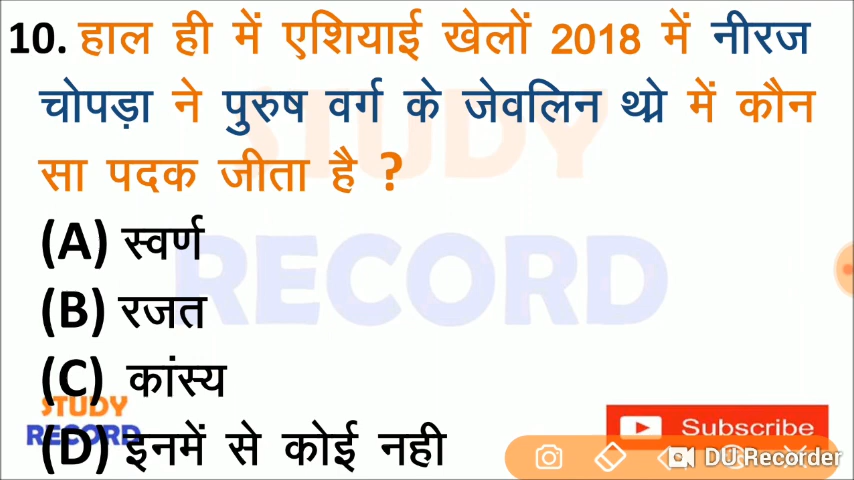 10. हाल ही में एशियाई खेलों 2018 में नीरज
चोपड़ा ने पुरुष वर्ग के जेवलिन थ्रो में कौन
सा पदक जीता है ?
(A) स्वर्ण
(B) रजत
(C) कांस्य
(D) इनमें से कोई नही
STUDY
RECORD
STUDY
RECORD
Subscribe
DU Recorder